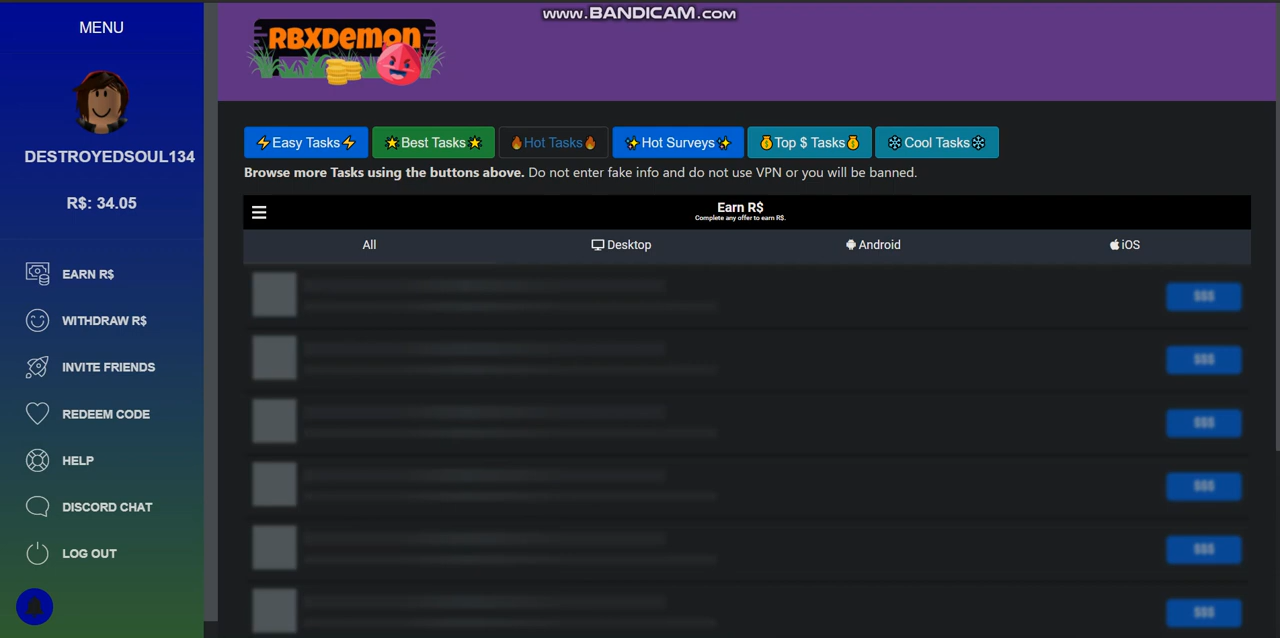 www.BANDICAM.com
MENU
DESTROYEDSOUL134
R$: 34.05
EARN R$
WITHDRAW R$
INVITE FRIENDS
REDEEM CODE
HELP
DISCORD CHAT
LOG OUT
RBXDemon
⚡Easy Tasks⚡ 🌟Best Tasks🌟 🔥Hot Tasks🔥 ✨Hot Surveys✨ 💰Top $ Tasks💰 ❄Cool Tasks❄
Browse more Tasks using the buttons above. Do not enter fake info and do not use VPN or you will be banned.
Earn R$
Complete any offer to earn R$.
All Desktop Android iOS
$$$
$$$
$$$
$$$
$$$
$$$